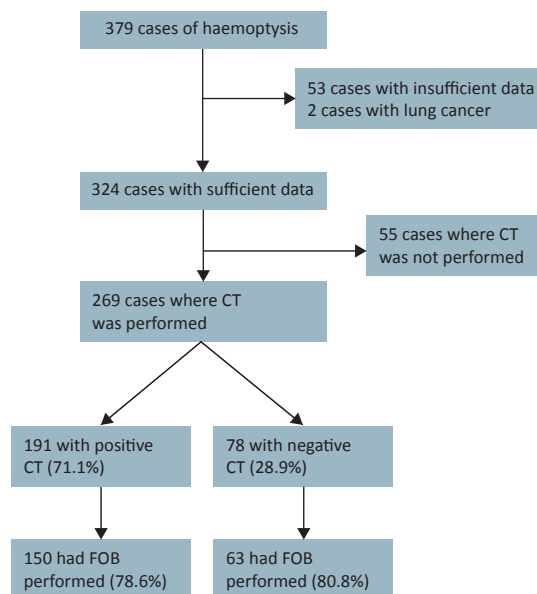 379 cases of haemoptysis
53 cases with insufficient data
2 cases with lung cancer
324 cases with sufficient data
55 cases where CT
was not performed
269 cases where CT
was performed
191 with positive
CT (71.1%)
78 with negative
CT (28.9%)
150 had FOB
performed (78.6%)
63 had FOB
performed (80.8%)